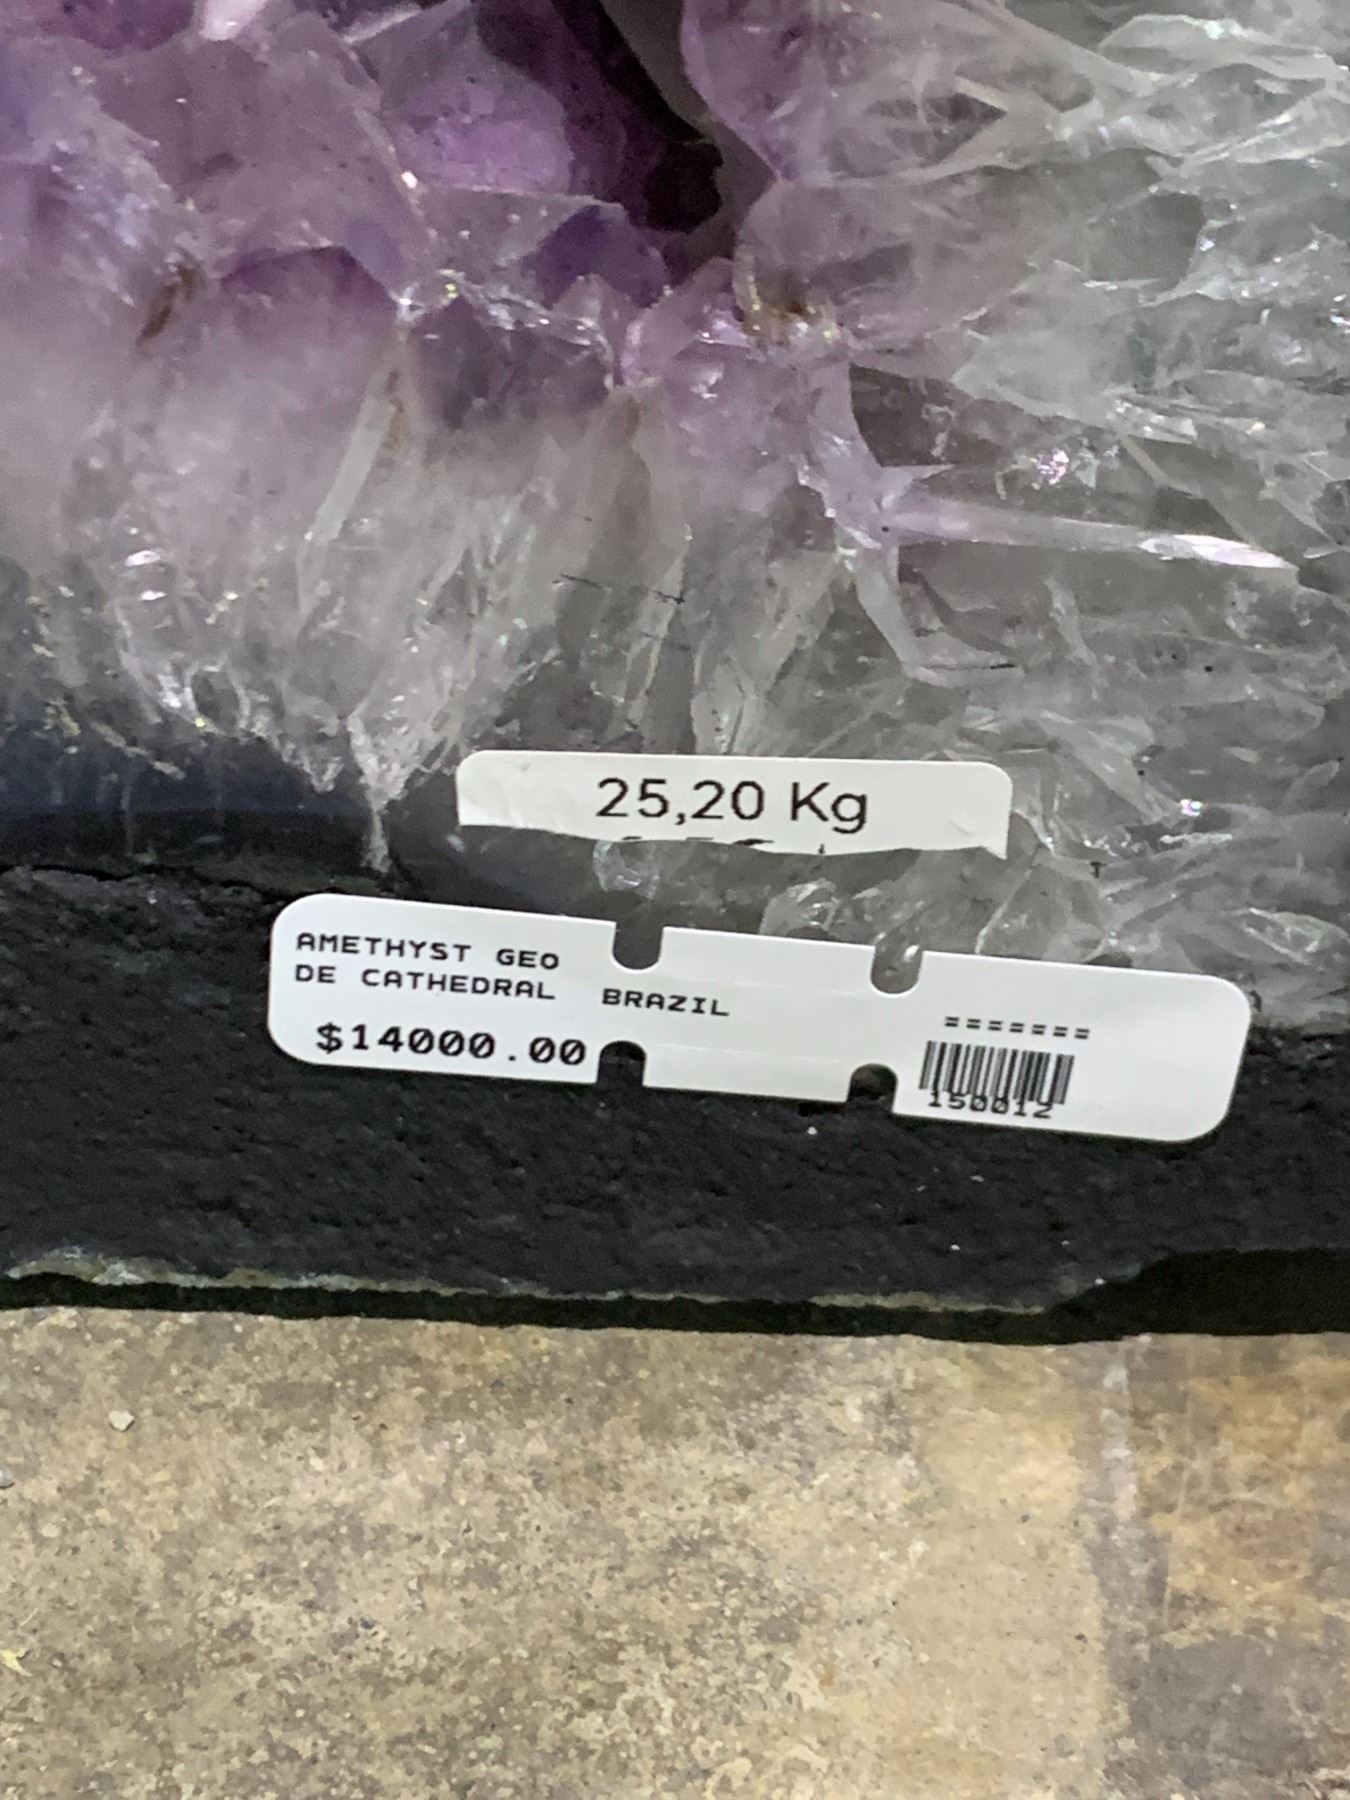 25,20 Kg
AMETHYST GEO
DE CATHEDRAL BRAZIL
$14000.00
=======
150012